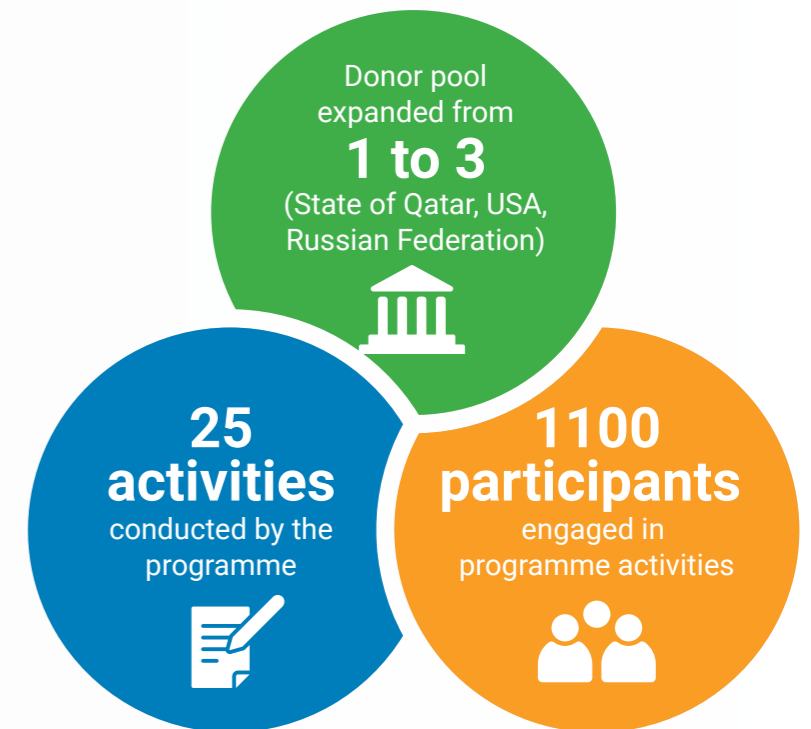 Donor pool
expanded from
1 to 3
(State of Qatar, USA,
Russian Federation)
25
activities
conducted by the
programme
1100
participants
engaged in
programme activities